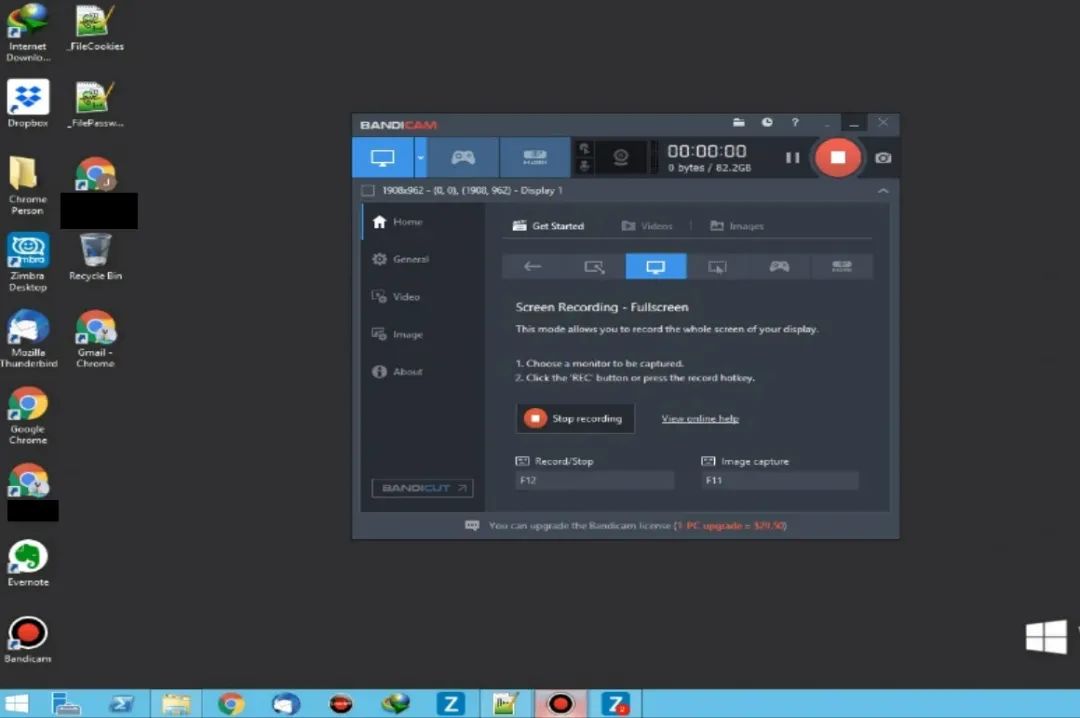 Internet
Downlo...
_FileCookies
Dropbox
_FilePassw...
Chrome
Person
Zimbra
Desktop
Recycle Bin
Mozilla
Thunderbird
Gmail -
Chrome
Google
Chrome
Evernote
Bandicam
BANDICAM
?
00:00:00
0 bytes / 82.2GB
1908x962 - (0, 0), (1908, 962) - Display 1
Home
General
Video
Image
About
BANDICUT
Get Started
Videos
Images
Screen Recording - Fullscreen
This mode allows you to record the whole screen of your display.
1. Choose a monitor to be captured.
2. Click the 'REC' button or press the record hotkey.
Stop recording
View online help
Record/Stop
F12
Image capture
F11
You can upgrade the Bandicam license (1-PC upgrade = $29.50)
Z
Z